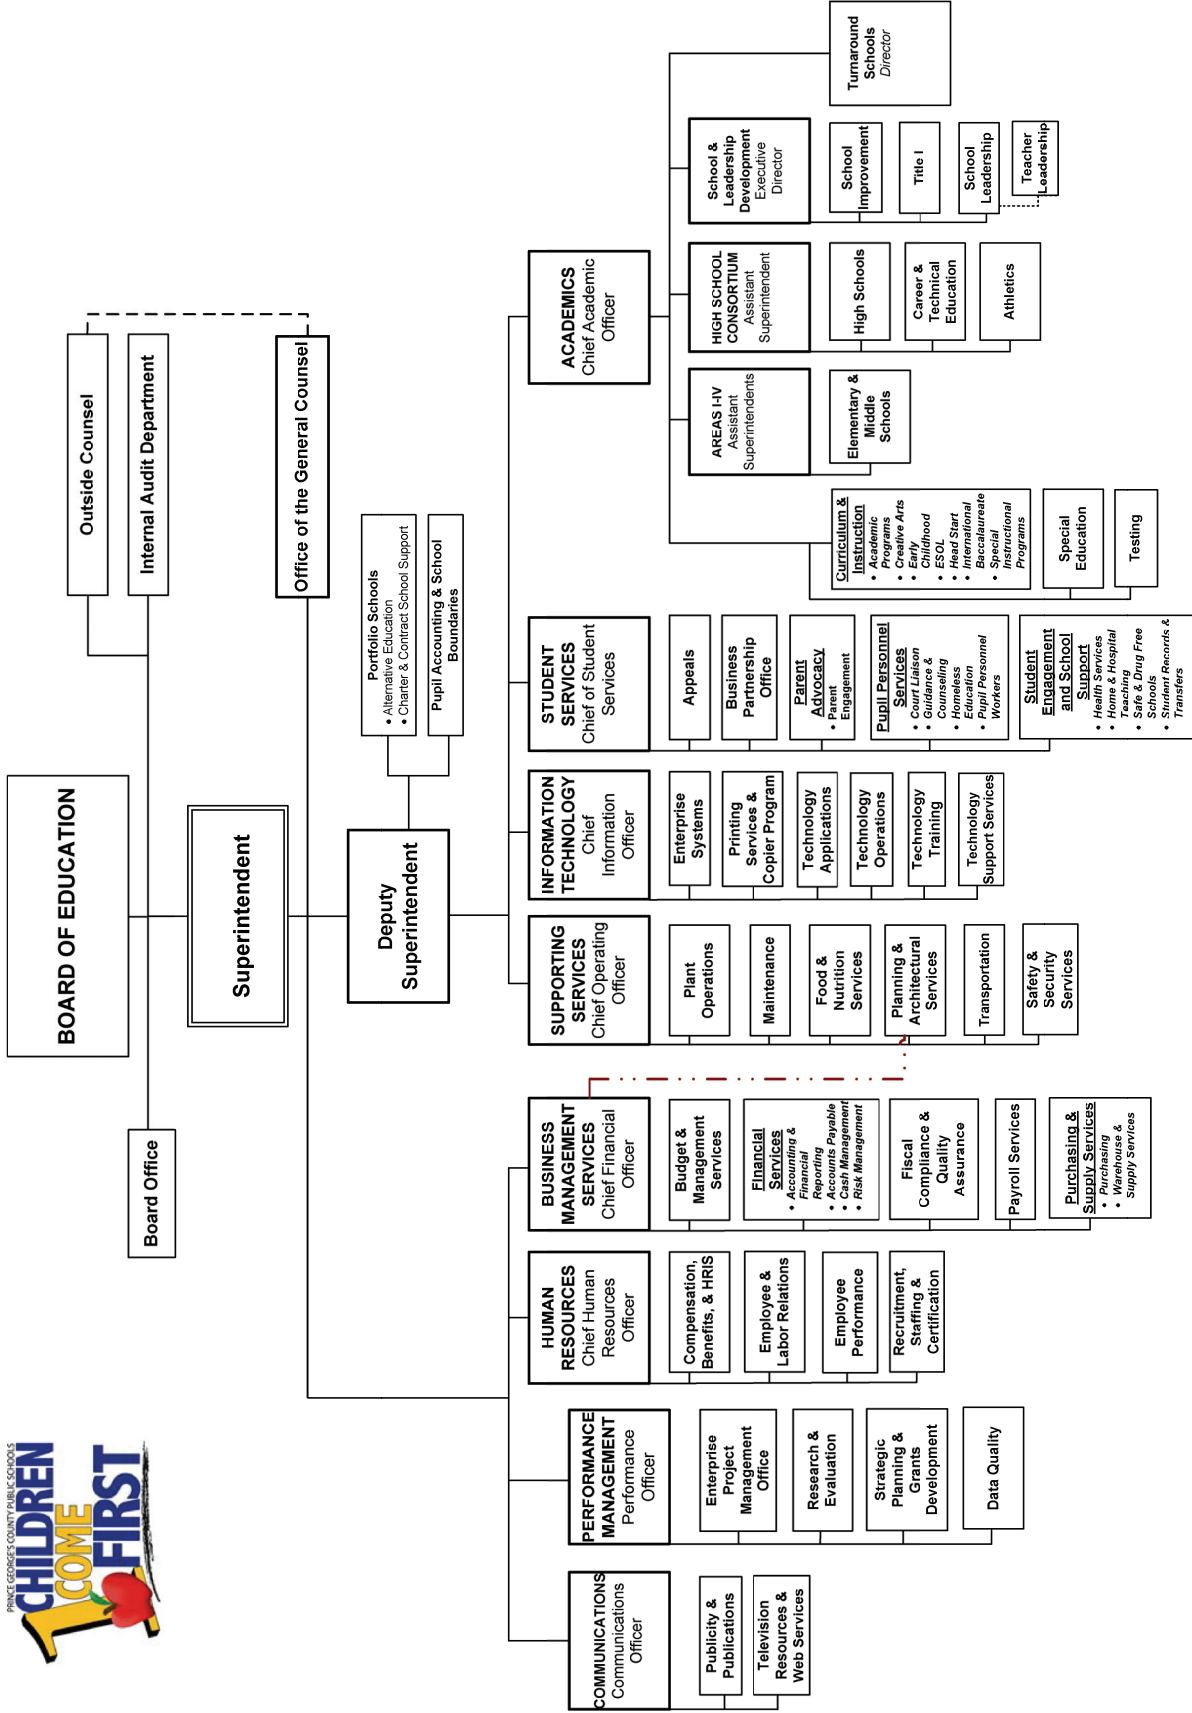 PRINCE GEORGE'S COUNTY PUBLIC SCHOOLS
CHILDREN
COME
FIRST
BOARD OF EDUCATION
Board Office
Outside Counsel
Internal Audit Department
Superintendent
Office of the General Counsel
Deputy
Superintendent
Portfolio Schools
• Alternative Education
• Charter & Contract School Support
Pupil Accounting & School
Boundaries
COMMUNICATIONS
Communications
Officer
Publicity &
Publications
Television
Resources &
Web Services
PERFORMANCE
MANAGEMENT
Performance
Officer
Enterprise
Project
Management
Office
Research &
Evaluation
Strategic
Planning &
Grants
Development
Data Quality
HUMAN
RESOURCES
Chief Human
Resources
Officer
Compensation,
Benefits, & HRIS
Employee &
Labor Relations
Employee
Performance
Recruitment,
Staffing &
Certification
BUSINESS
MANAGEMENT
SERVICES
Chief Financial
Officer
Budget &
Management
Services
Financial
Services
• Accounting &
Financial
Reporting
• Accounts Payable
• Cash Management
• Risk Management
Fiscal
Compliance &
Quality
Assurance
Payroll Services
Purchasing &
Supply Services
• Purchasing
• Warehouse &
Supply Services
SUPPORTING
SERVICES
Chief Operating
Officer
Plant
Operations
Maintenance
Food &
Nutrition
Services
Planning &
Architectural
Services
Transportation
Safety &
Security
Services
INFORMATION
TECHNOLOGY
Chief
Information
Officer
Enterprise
Systems
Printing
Services &
Copier Program
Technology
Applications
Technology
Operations
Technology
Training
Technology
Support Services
STUDENT
SERVICES
Chief of Student
Services
Appeals
Business
Partnership
Office
Parent
Advocacy
• Parent
Engagement
Pupil Personnel
Services
• Court Liaison
• Guidance &
Counseling
• Homeless
Education
• Pupil Personnel
Workers
Student
Engagement
and School
Support
• Health Services
• Home & Hospital
Teaching
• Safe & Drug Free
Schools
• Student Records &
Transfers
ACADEMICS
Chief Academic
Officer
Curriculum &
Instruction
• Academic
Programs
• Creative Arts
• Early
Childhood
• ESOL
• Head Start
• International
Baccalaureate
• Special
Instructional
Programs
Special
Education
Testing
AREAS I-IV
Assistant
Superintendents
Elementary &
Middle
Schools
HIGH SCHOOL
CONSORTIUM
Assistant
Superintendent
High Schools
Career &
Technical
Education
Athletics
School &
Leadership
Development
Executive
Director
School
Improvement
Title I
School
Leadership
Teacher
Leadership
Turnaround
Schools
Director